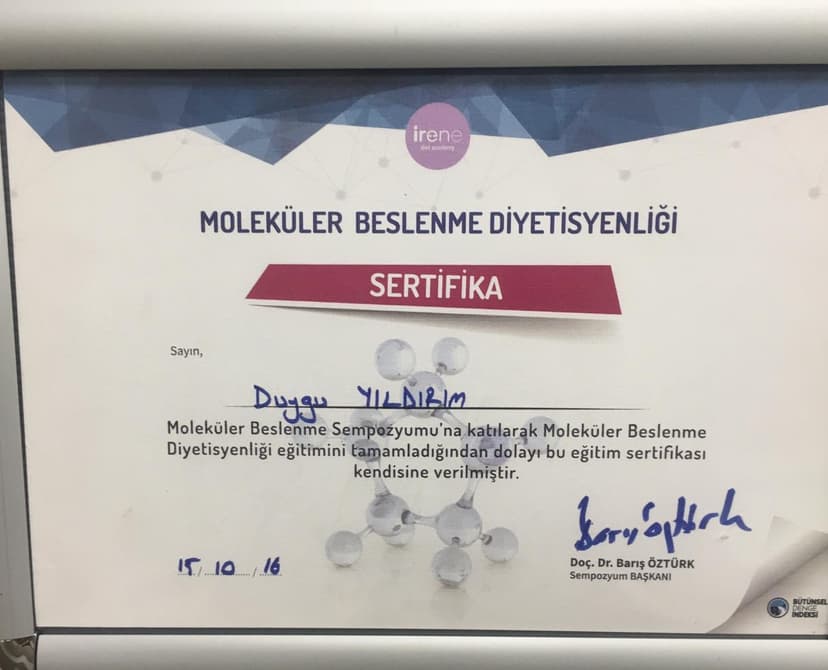 irene
diet academy
MOLEKÜLER BESLENME DİYETİSYENLİĞİ
SERTİFİKA
Sayın,
Duygu YILDIRIM
Moleküler Beslenme Sempozyumu'na katılarak Moleküler Beslenme
Diyetisyenliği eğitimini tamamladığından dolayı bu eğitim sertifikası
kendisine verilmiştir.
Barış Öztürk
15/10/16
Doç. Dr. Barış ÖZTÜRK
Sempozyum BAŞKANI
BÜTÜNSEL
DENGE
İNDEKSİ